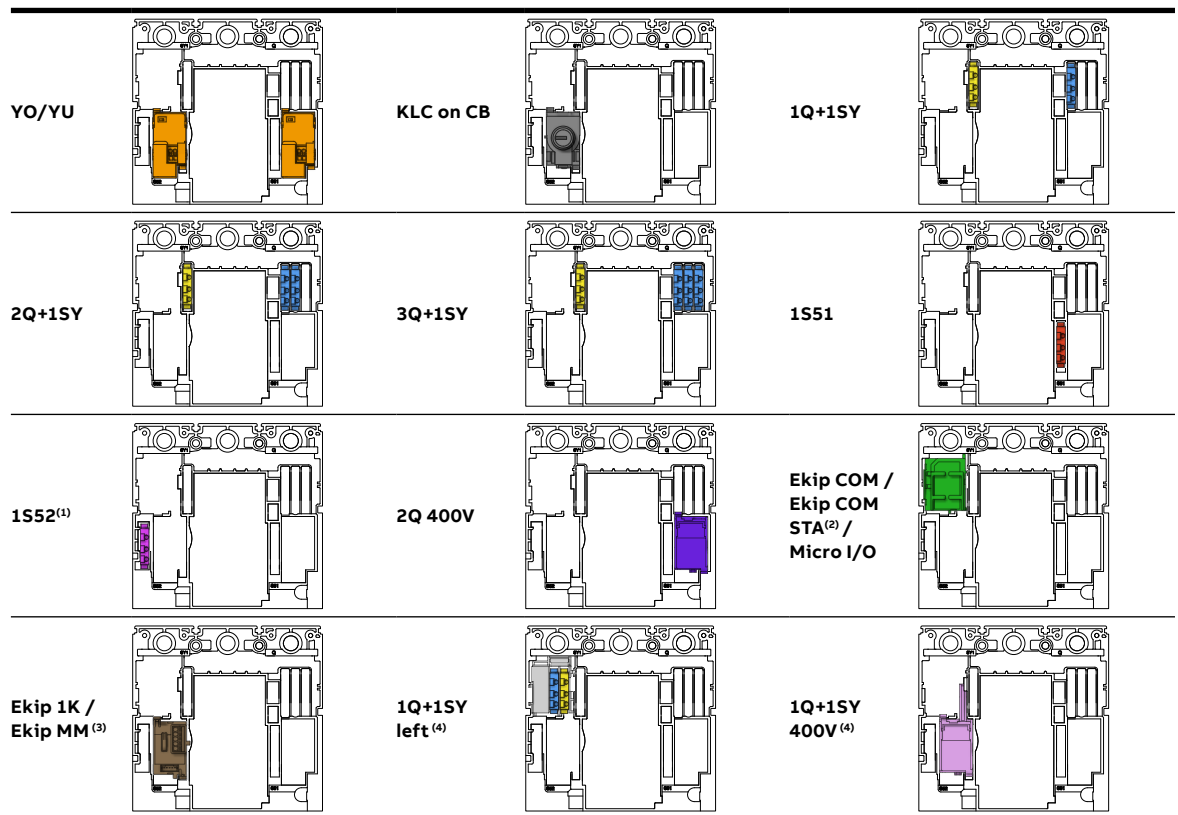 YO/YU
KLC on CB
1Q+1SY
2Q+1SY
3Q+1SY
1S51
1S52(1)
2Q 400V
Ekip COM /
Ekip COM
STA(2) /
Micro I/O
Ekip 1K /
Ekip MM (3)
1Q+1SY
left (4)
1Q+1SY
400V (4)